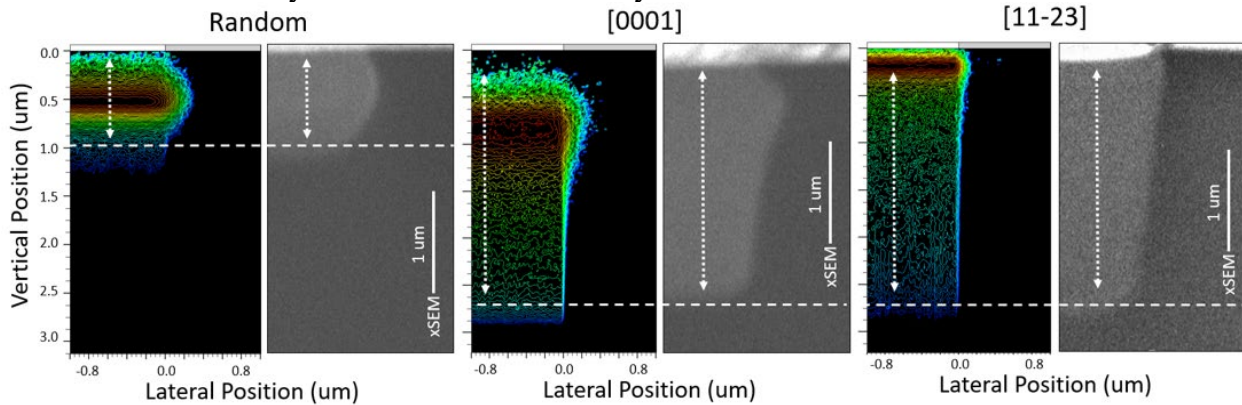 Random
[0001]
[11-23]
Vertical Position (um)
0.0
0.5
1.0
1.5
2.0
2.5
3.0
1 um
xSEM
1 um
xSEM
1 um
xSEM
-0.8 0.0 0.8
-0.8 0.0 0.8
-0.8 0.0 0.8
Lateral Position (um)
Lateral Position (um)
Lateral Position (um)